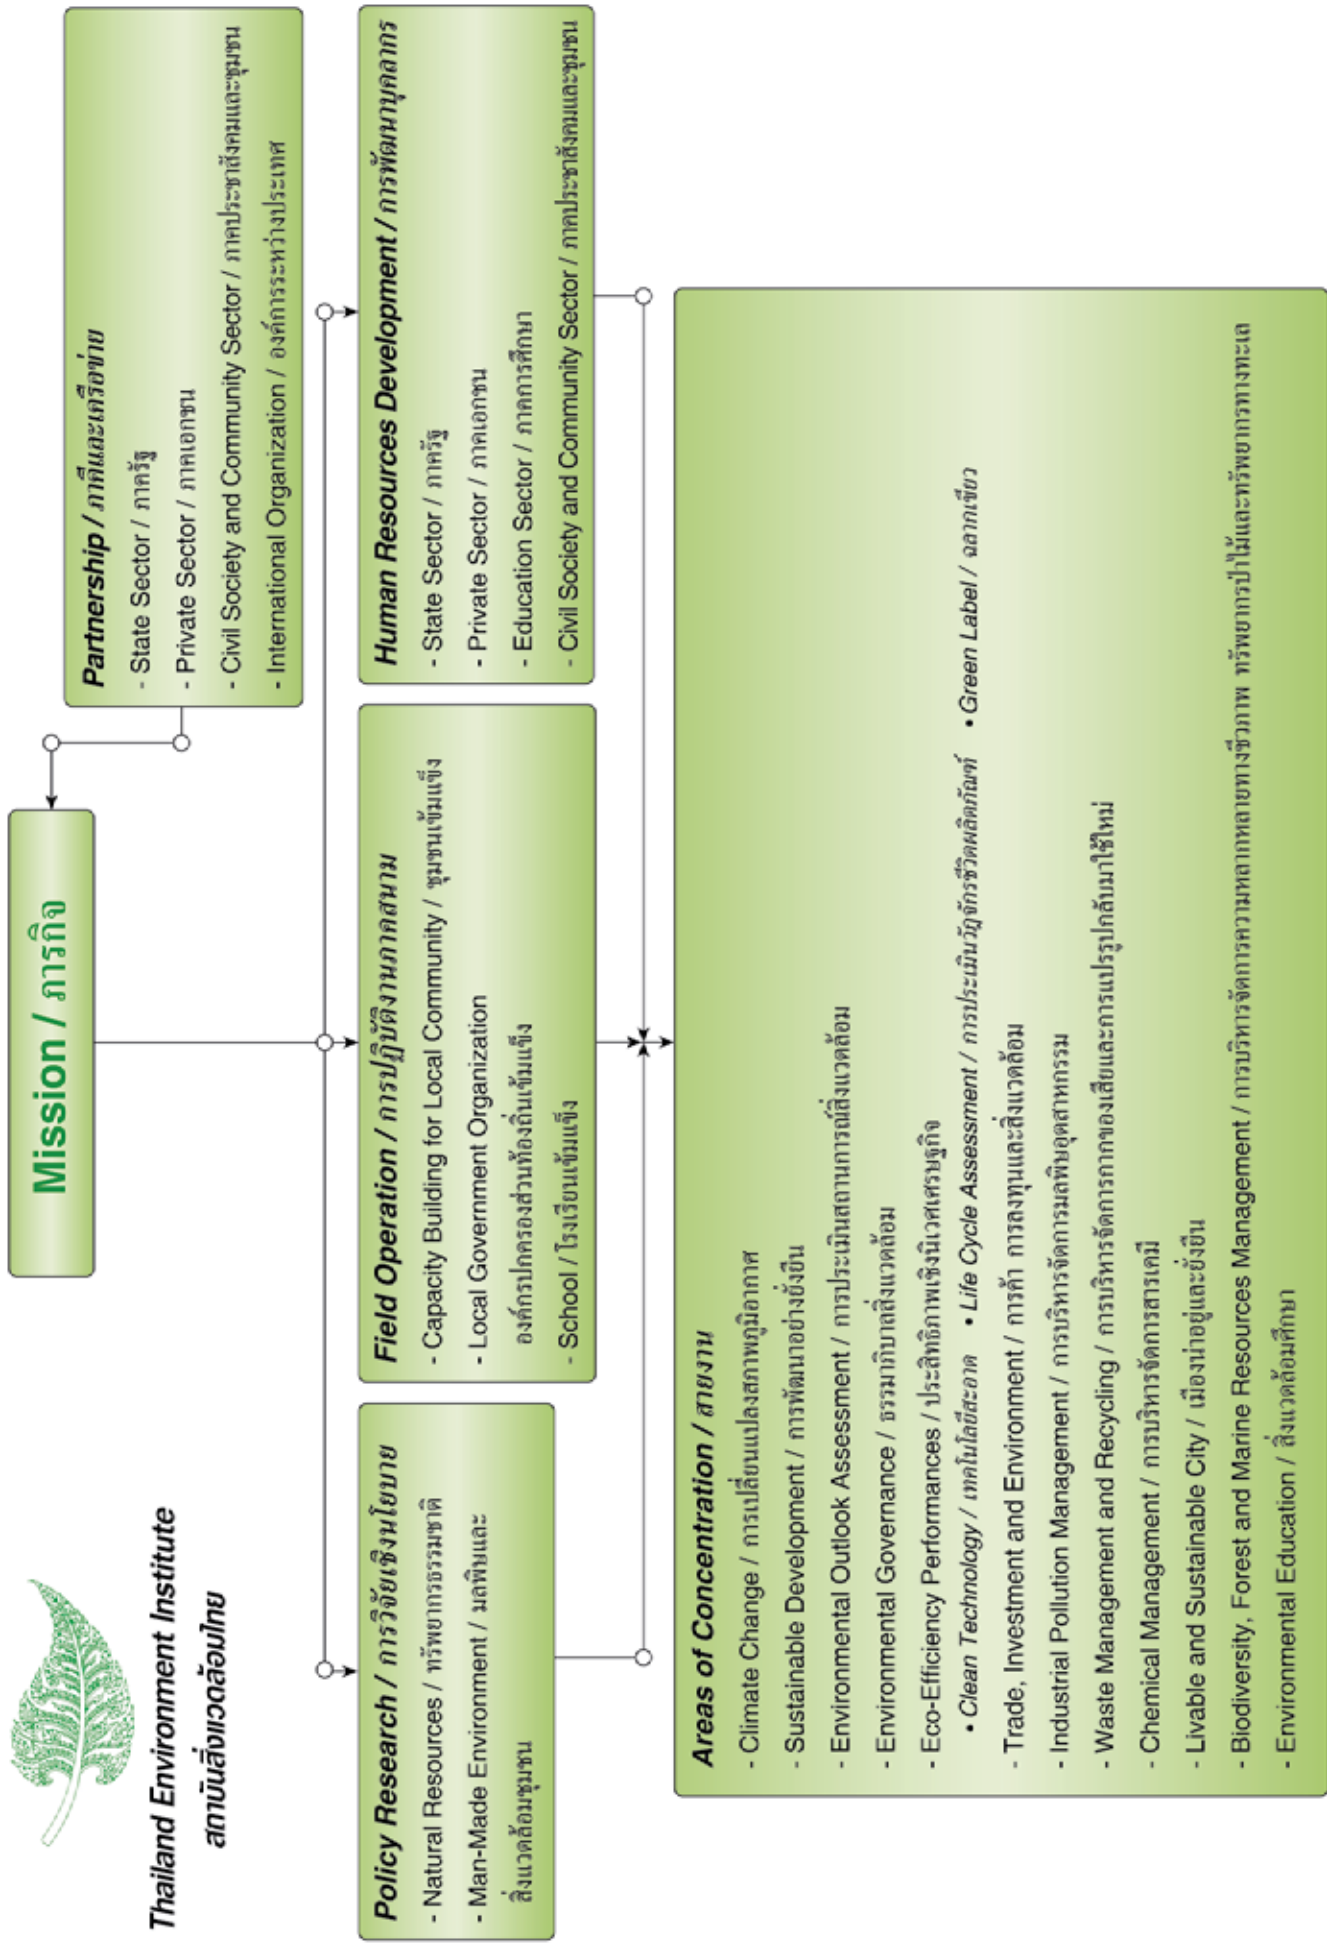 Thailand Environment Institute
สถาบันสิ่งแวดล้อมไทย
Mission / ภารกิจ
Partnership / ภาคีและเครือข่าย
- State Sector / ภาครัฐ
- Private Sector / ภาคเอกชน
- Civil Society and Community Sector / ภาคประชาสังคมและชุมชน
- International Organization / องค์การระหว่างประเทศ
Policy Research / การวิจัยเชิงนโยบาย
- Natural Resources / ทรัพยากรธรรมชาติ
- Man-Made Environment / มลพิษและ
สิ่งแวดล้อมชุมชน
Field Operation / การปฏิบัติงานภาคสนาม
- Capacity Building for Local Community / ชุมชนเข้มแข็ง
- Local Government Organization
องค์กรปกครองส่วนท้องถิ่นเข้มแข็ง
- School / โรงเรียนเข้มแข็ง
Human Resources Development / การพัฒนาบุคลากร
- State Sector / ภาครัฐ
- Private Sector / ภาคเอกชน
- Education Sector / ภาคการศึกษา
- Civil Society and Community Sector / ภาคประชาสังคมและชุมชน
Areas of Concentration / สายงาน
- Climate Change / การเปลี่ยนแปลงสภาพภูมิอากาศ
- Sustainable Development / การพัฒนาอย่างยั่งยืน
- Environmental Outlook Assessment / การประเมินสถานการณ์สิ่งแวดล้อม
- Environmental Governance / ธรรมาภิบาลสิ่งแวดล้อม
- Eco-Efficiency Performances / ประสิทธิภาพเชิงนิเวศเศรษฐกิจ
• Clean Technology / เทคโนโลยีสะอาด • Life Cycle Assessment / การประเมินวัฏจักรชีวิตผลิตภัณฑ์ • Green Label / ฉลากเขียว
- Trade, Investment and Environment / การค้า การลงทุนและสิ่งแวดล้อม
- Industrial Pollution Management / การบริหารจัดการมลพิษอุตสาหกรรม
- Waste Management and Recycling / การบริหารจัดการกากของเสียและการแปรรูปกลับมาใช้ใหม่
- Chemical Management / การบริหารจัดการสารเคมี
- Livable and Sustainable City / เมืองน่าอยู่และยั่งยืน
- Biodiversity, Forest and Marine Resources Management / การบริหารจัดการความหลากหลายทางชีวภาพ ทรัพยากรป่าไม้และทรัพยากรทางทะเล
- Environmental Education / สิ่งแวดล้อมศึกษา